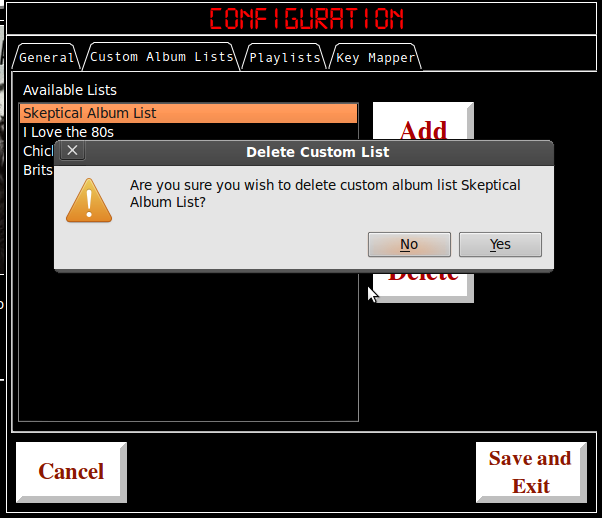 CONFIGURATION
General
Custom Album Lists
Playlists
Key Mapper
Available Lists
Skeptical Album List
I Love the 80s
Add
Delete Custom List
Are you sure you wish to delete custom album list Skeptical
Album List?
No
Yes
Delete
Cancel
Save and
Exit